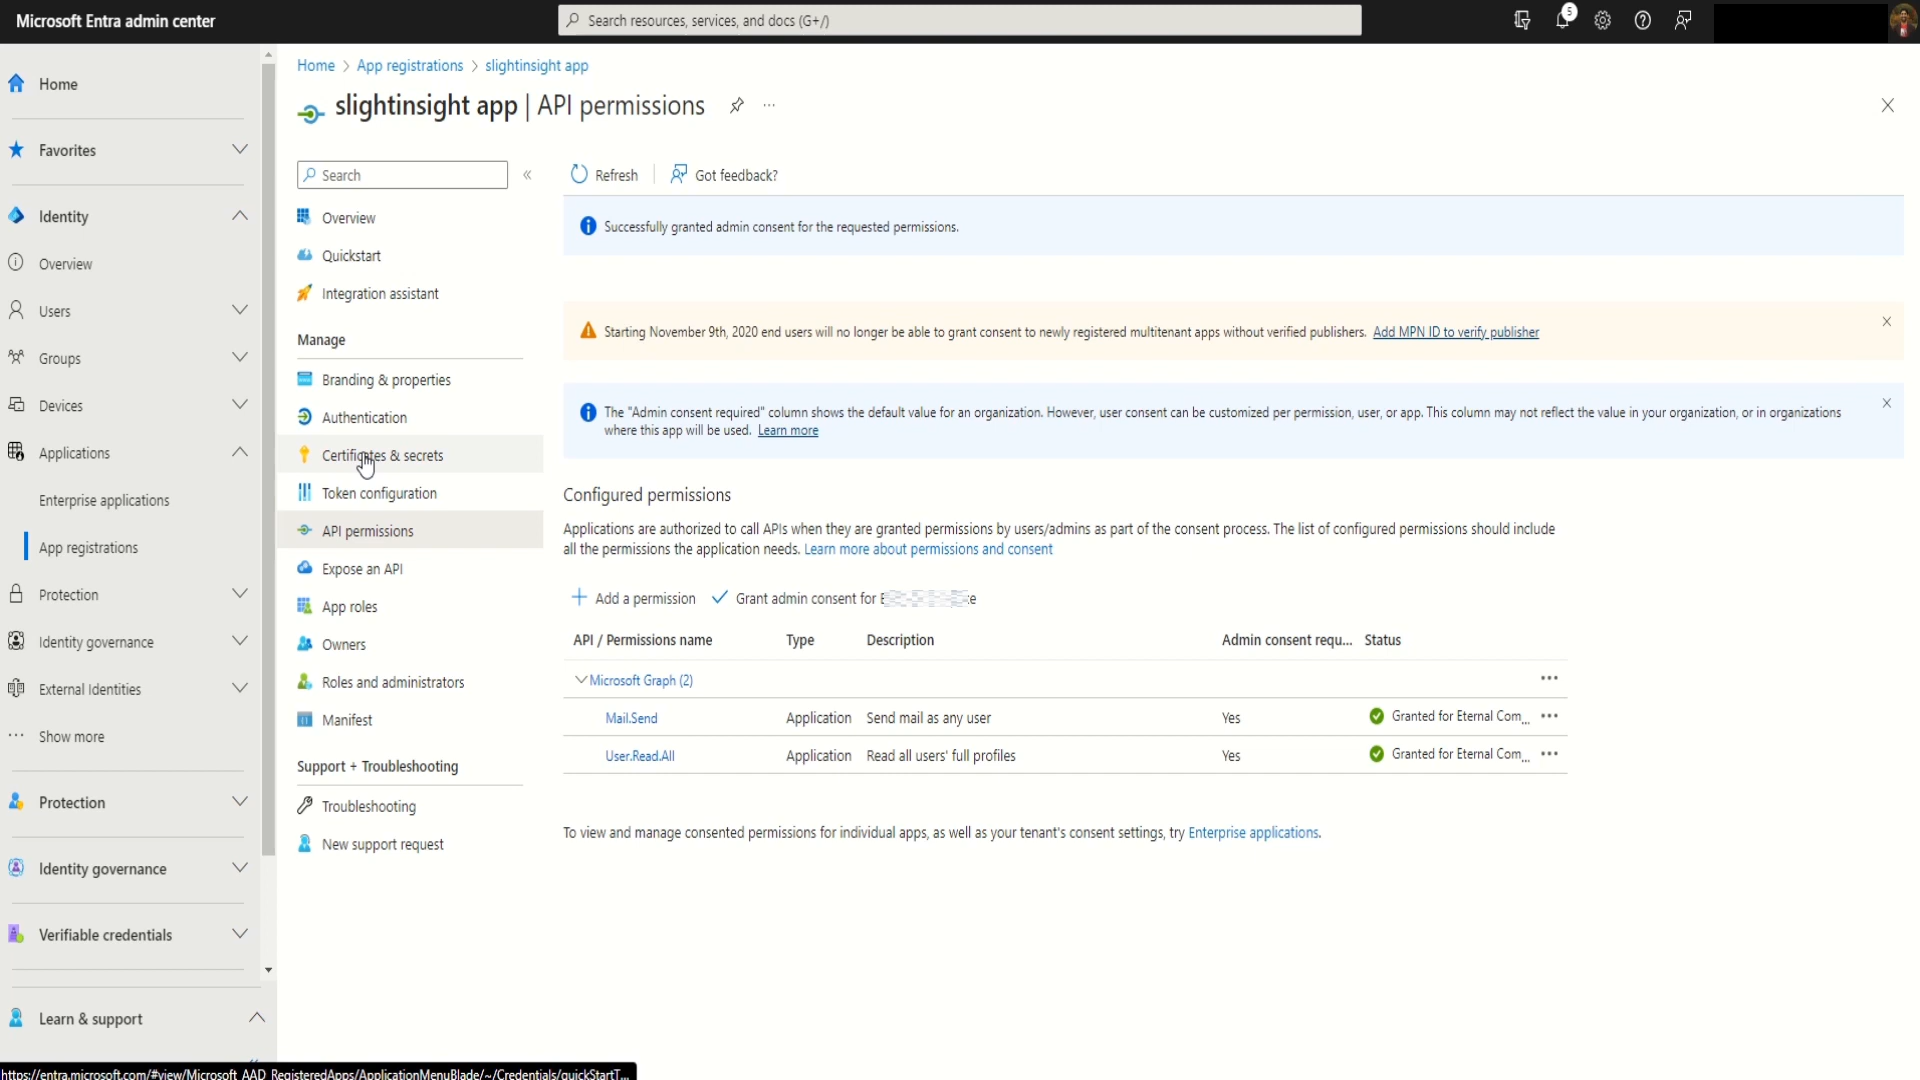 Microsoft Entra admin center
Search resources, services, and docs (G+/)
5
Home
Favorites
Identity
Overview
Users
Groups
Devices
Applications
Enterprise applications
App registrations
Protection
Identity governance
External Identities
Show more
Protection
Identity governance
Verifiable credentials
Learn & support
Home > App registrations > slightinsight app
slightinsight app | API permissions
Search
Overview
Quickstart
Integration assistant
Manage
Branding & properties
Authentication
Certificates & secrets
Token configuration
API permissions
Expose an API
App roles
Owners
Roles and administrators
Manifest
Support + Troubleshooting
Troubleshooting
New support request
Refresh
Got feedback?
Successfully granted admin consent for the requested permissions.
Starting November 9th, 2020 end users will no longer be able to grant consent to newly registered multitenant apps without verified publishers. Add MPN ID to verify publisher
The "Admin consent required" column shows the default value for an organization. However, user consent can be customized per permission, user, or app. This column may not reflect the value in your organization, or in organizations
where this app will be used. Learn more
Configured permissions
Applications are authorized to call APIs when they are granted permissions by users/admins as part of the consent process. The list of configured permissions should include
all the permissions the application needs. Learn more about permissions and consent
Add a permission
Grant admin consent for
API / Permissions name Type Description Admin consent requ... Status
Microsoft Graph (2)
Mail.Send Application Send mail as any user Yes Granted for Eternal Com...
User.Read.All Application Read all users' full profiles Yes Granted for Eternal Com...
To view and manage consented permissions for individual apps, as well as your tenant's consent settings, try Enterprise applications.
https://entra.microsoft.com/#view/Microsoft_AAD_RegisteredApps/ApplicationMenuBlade/~/Credentials/quickStartT...